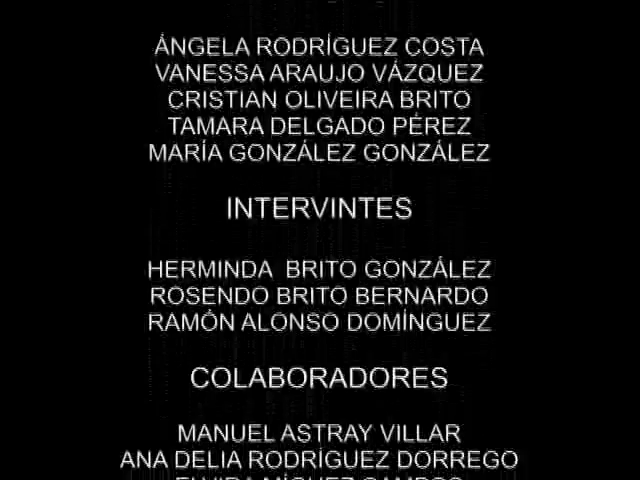 ÁNGELA RODRÍGUEZ COSTA
VANESSA ARAUJO VÁZQUEZ
CRISTIAN OLIVEIRA BRITO
TAMARA DELGADO PÉREZ
MARÍA GONZÁLEZ GONZÁLEZ
INTERVINTES
HERMINDA BRITO GONZÁLEZ
ROSENDO BRITO BERNARDO
RAMÓN ALONSO DOMÍNGUEZ
COLABORADORES
MANUEL ASTRAY VILLAR
ANA DELIA RODRÍGUEZ DORREGO